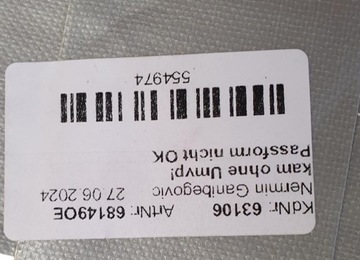 KdNr: 63106 ArtNr: 68149OE
Nermin Ganibegovic 27.06.2024
kam ohne Umvp!
Passform nicht OK
554974